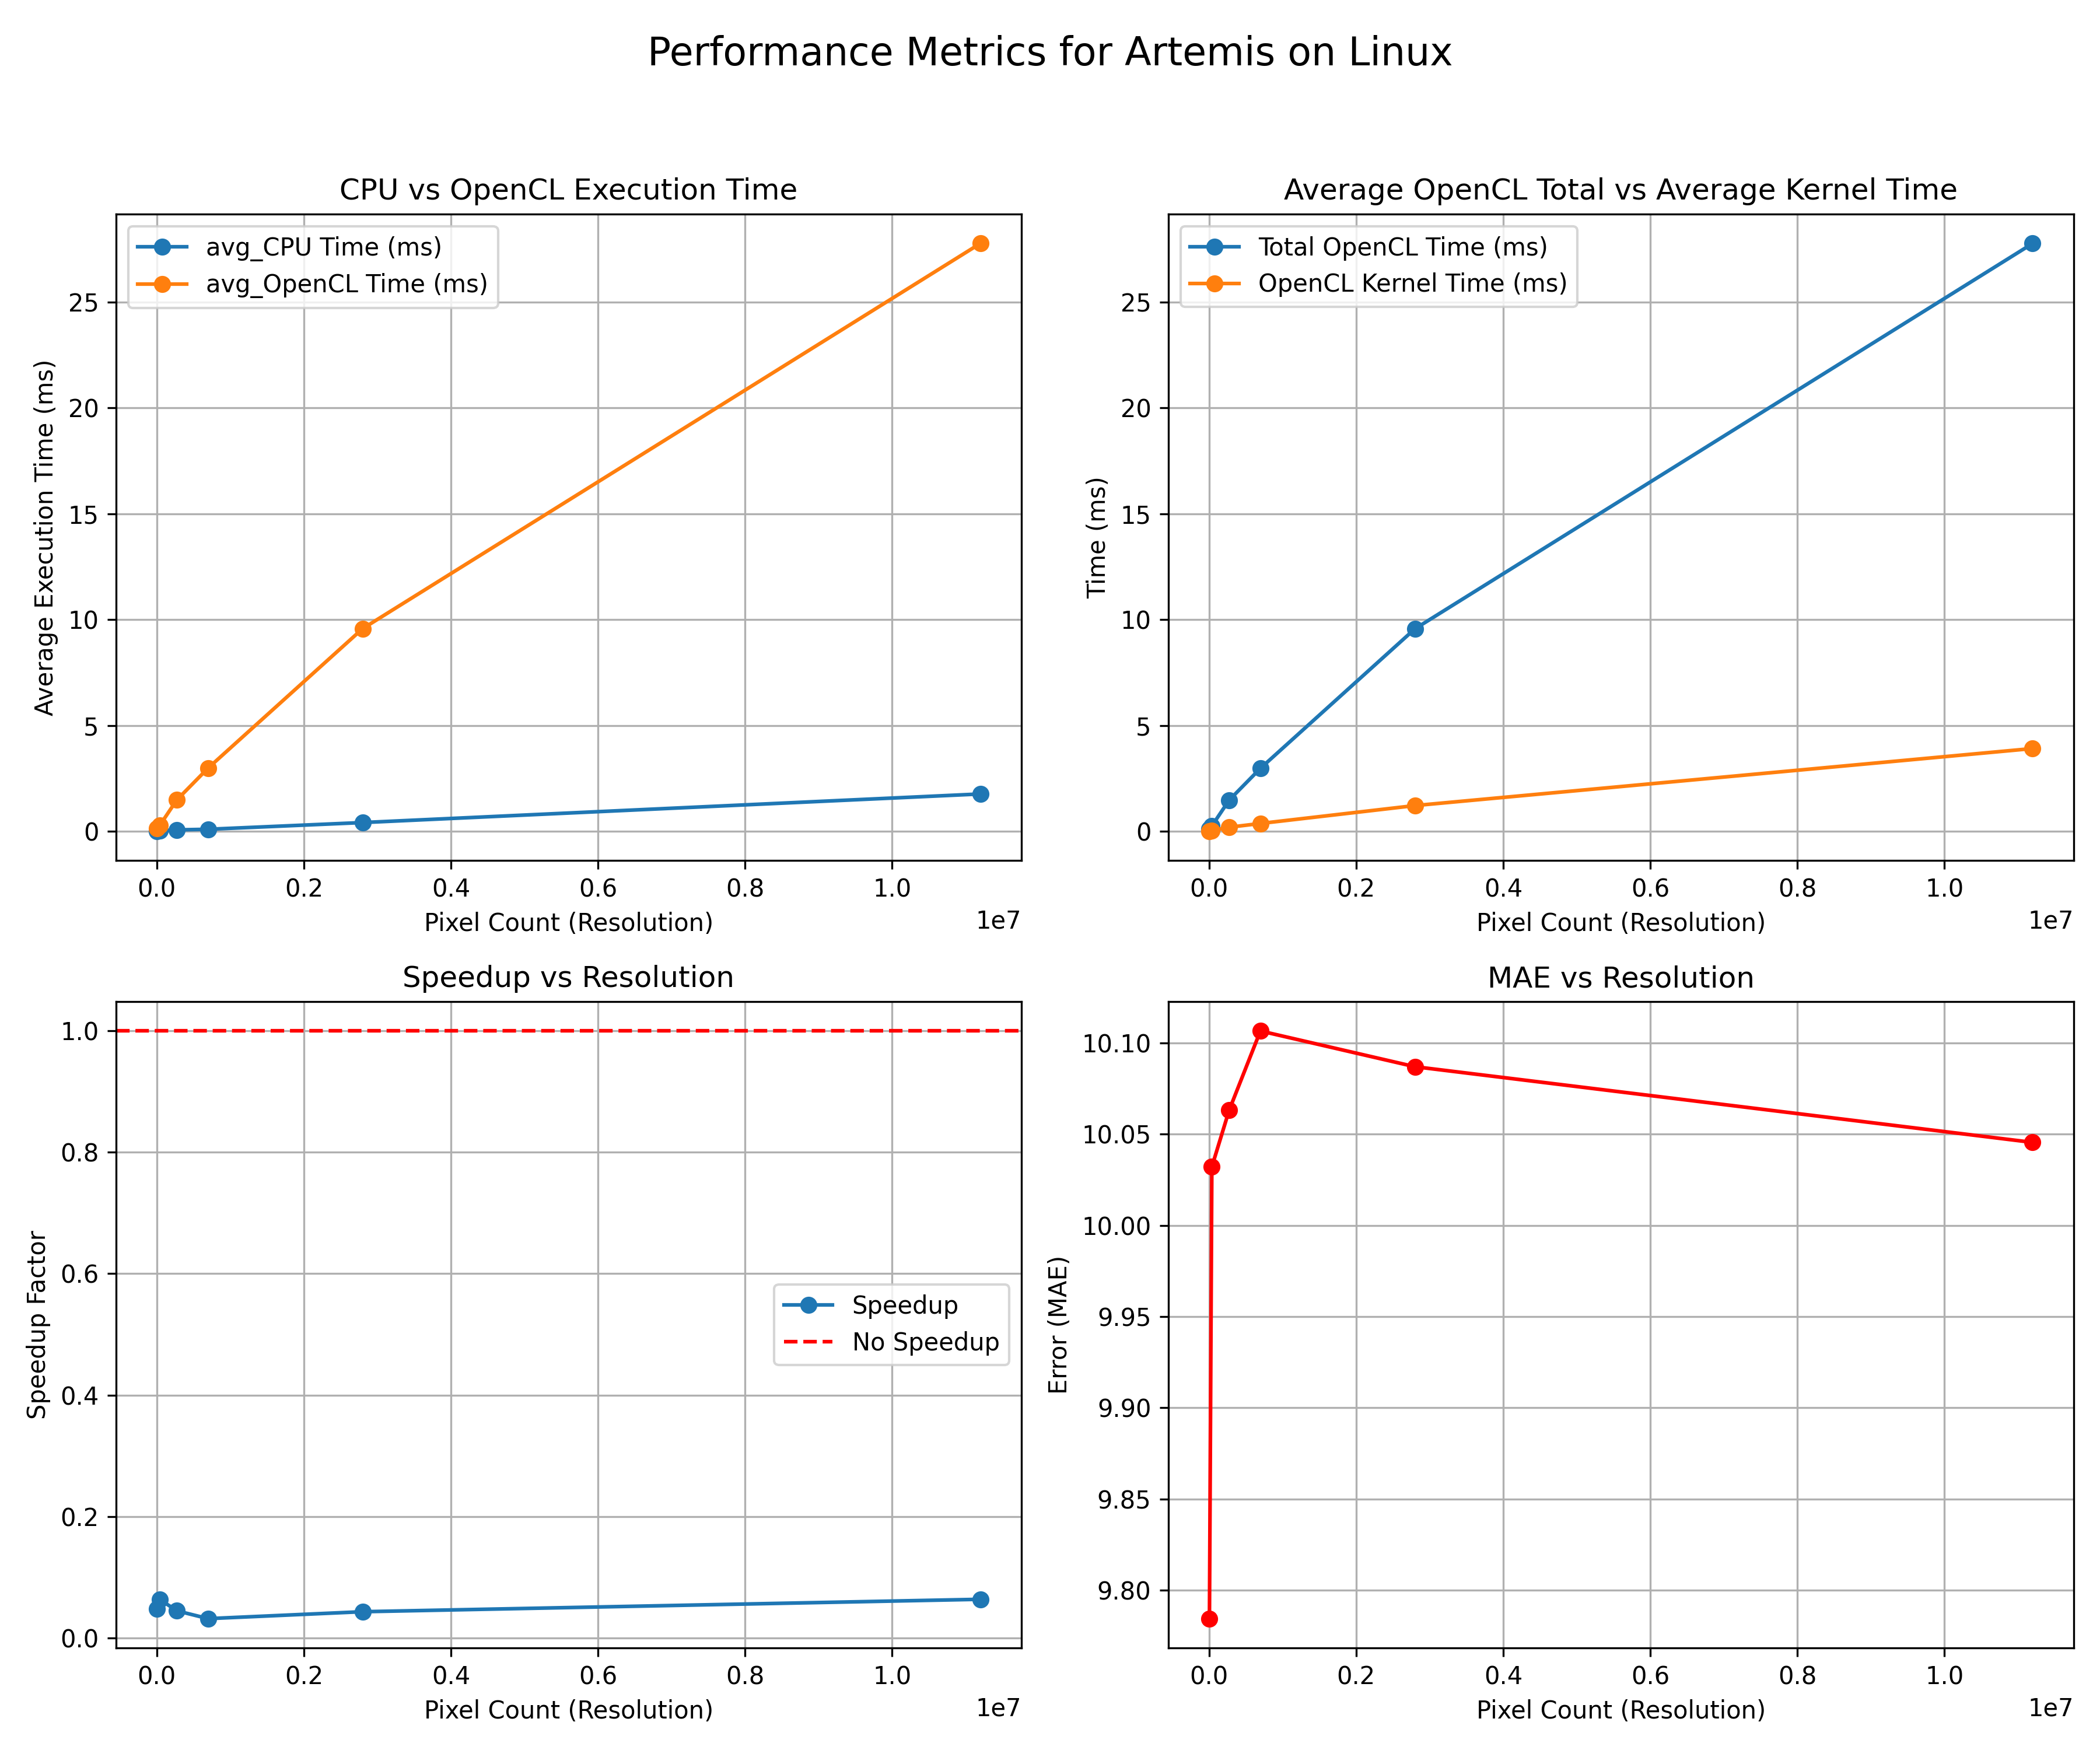 Performance Metrics for Artemis on Linux
CPU vs OpenCL Execution Time
avg_CPU Time (ms)
avg_OpenCL Time (ms)
Average Execution Time (ms)
25
20
15
10
5
0
0.0 0.2 0.4 0.6 0.8 1.0
1e7
Pixel Count (Resolution)
Average OpenCL Total vs Average Kernel Time
Total OpenCL Time (ms)
OpenCL Kernel Time (ms)
Time (ms)
25
20
15
10
5
0
0.0 0.2 0.4 0.6 0.8 1.0
1e7
Pixel Count (Resolution)
Speedup vs Resolution
Speedup
No Speedup
Speedup Factor
1.0
0.8
0.6
0.4
0.2
0.0
0.0 0.2 0.4 0.6 0.8 1.0
1e7
Pixel Count (Resolution)
MAE vs Resolution
Error (MAE)
10.10
10.05
10.00
9.95
9.90
9.85
9.80
0.0 0.2 0.4 0.6 0.8 1.0
1e7
Pixel Count (Resolution)